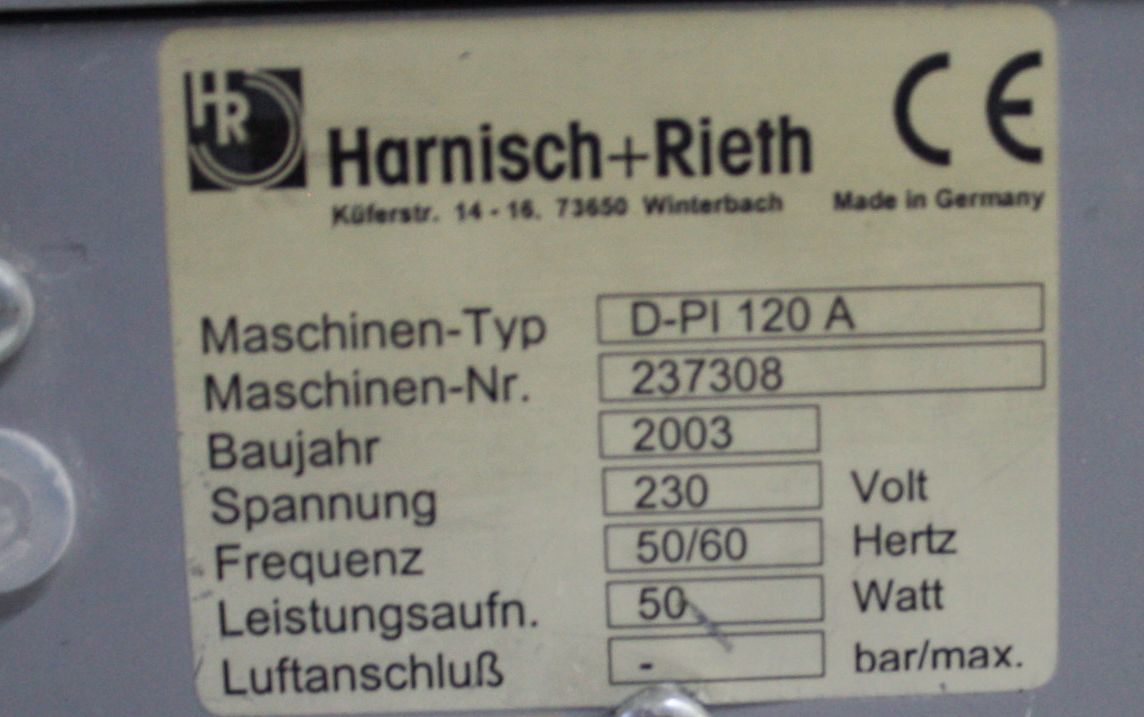 HR
Harnisch+Rieth
CE
Küferstr. 14 - 16. 73650 Winterbach Made in Germany
Maschinen-Typ D-PI 120 A
Maschinen-Nr. 237308
Baujahr 2003
Spannung 230 Volt
Frequenz 50/60 Hertz
Leistungsaufn. 50 Watt
Luftanschluß - bar/max.